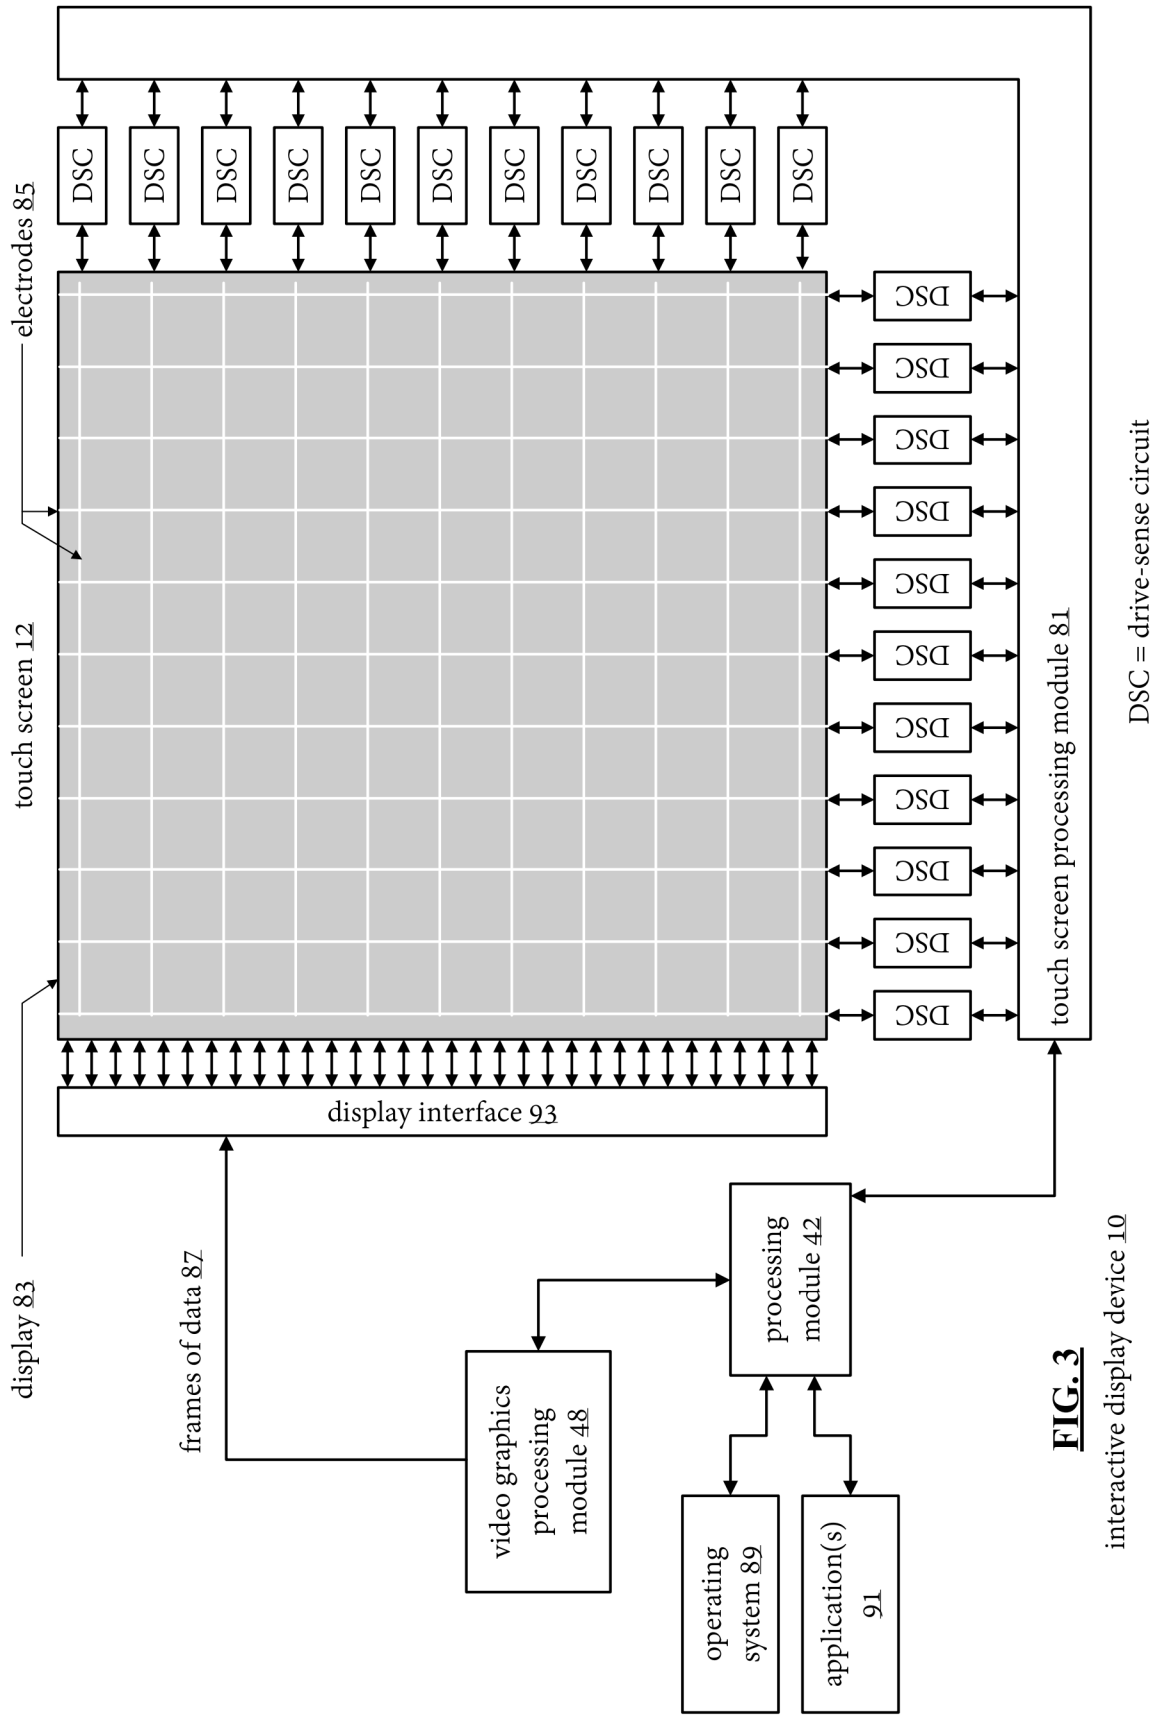 display 83
touch screen 12
electrodes 85
frames of data 87
display interface 93
DSC
DSC
DSC
DSC
DSC
DSC
DSC
DSC
DSC
DSC
DSC
video graphics
processing
module 48
operating
system 89
application(s)
91
processing
module 42
DSC
DSC
DSC
DSC
DSC
DSC
DSC
DSC
DSC
DSC
DSC
touch screen processing module 81
FIG. 3
interactive display device 10
DSC = drive-sense circuit